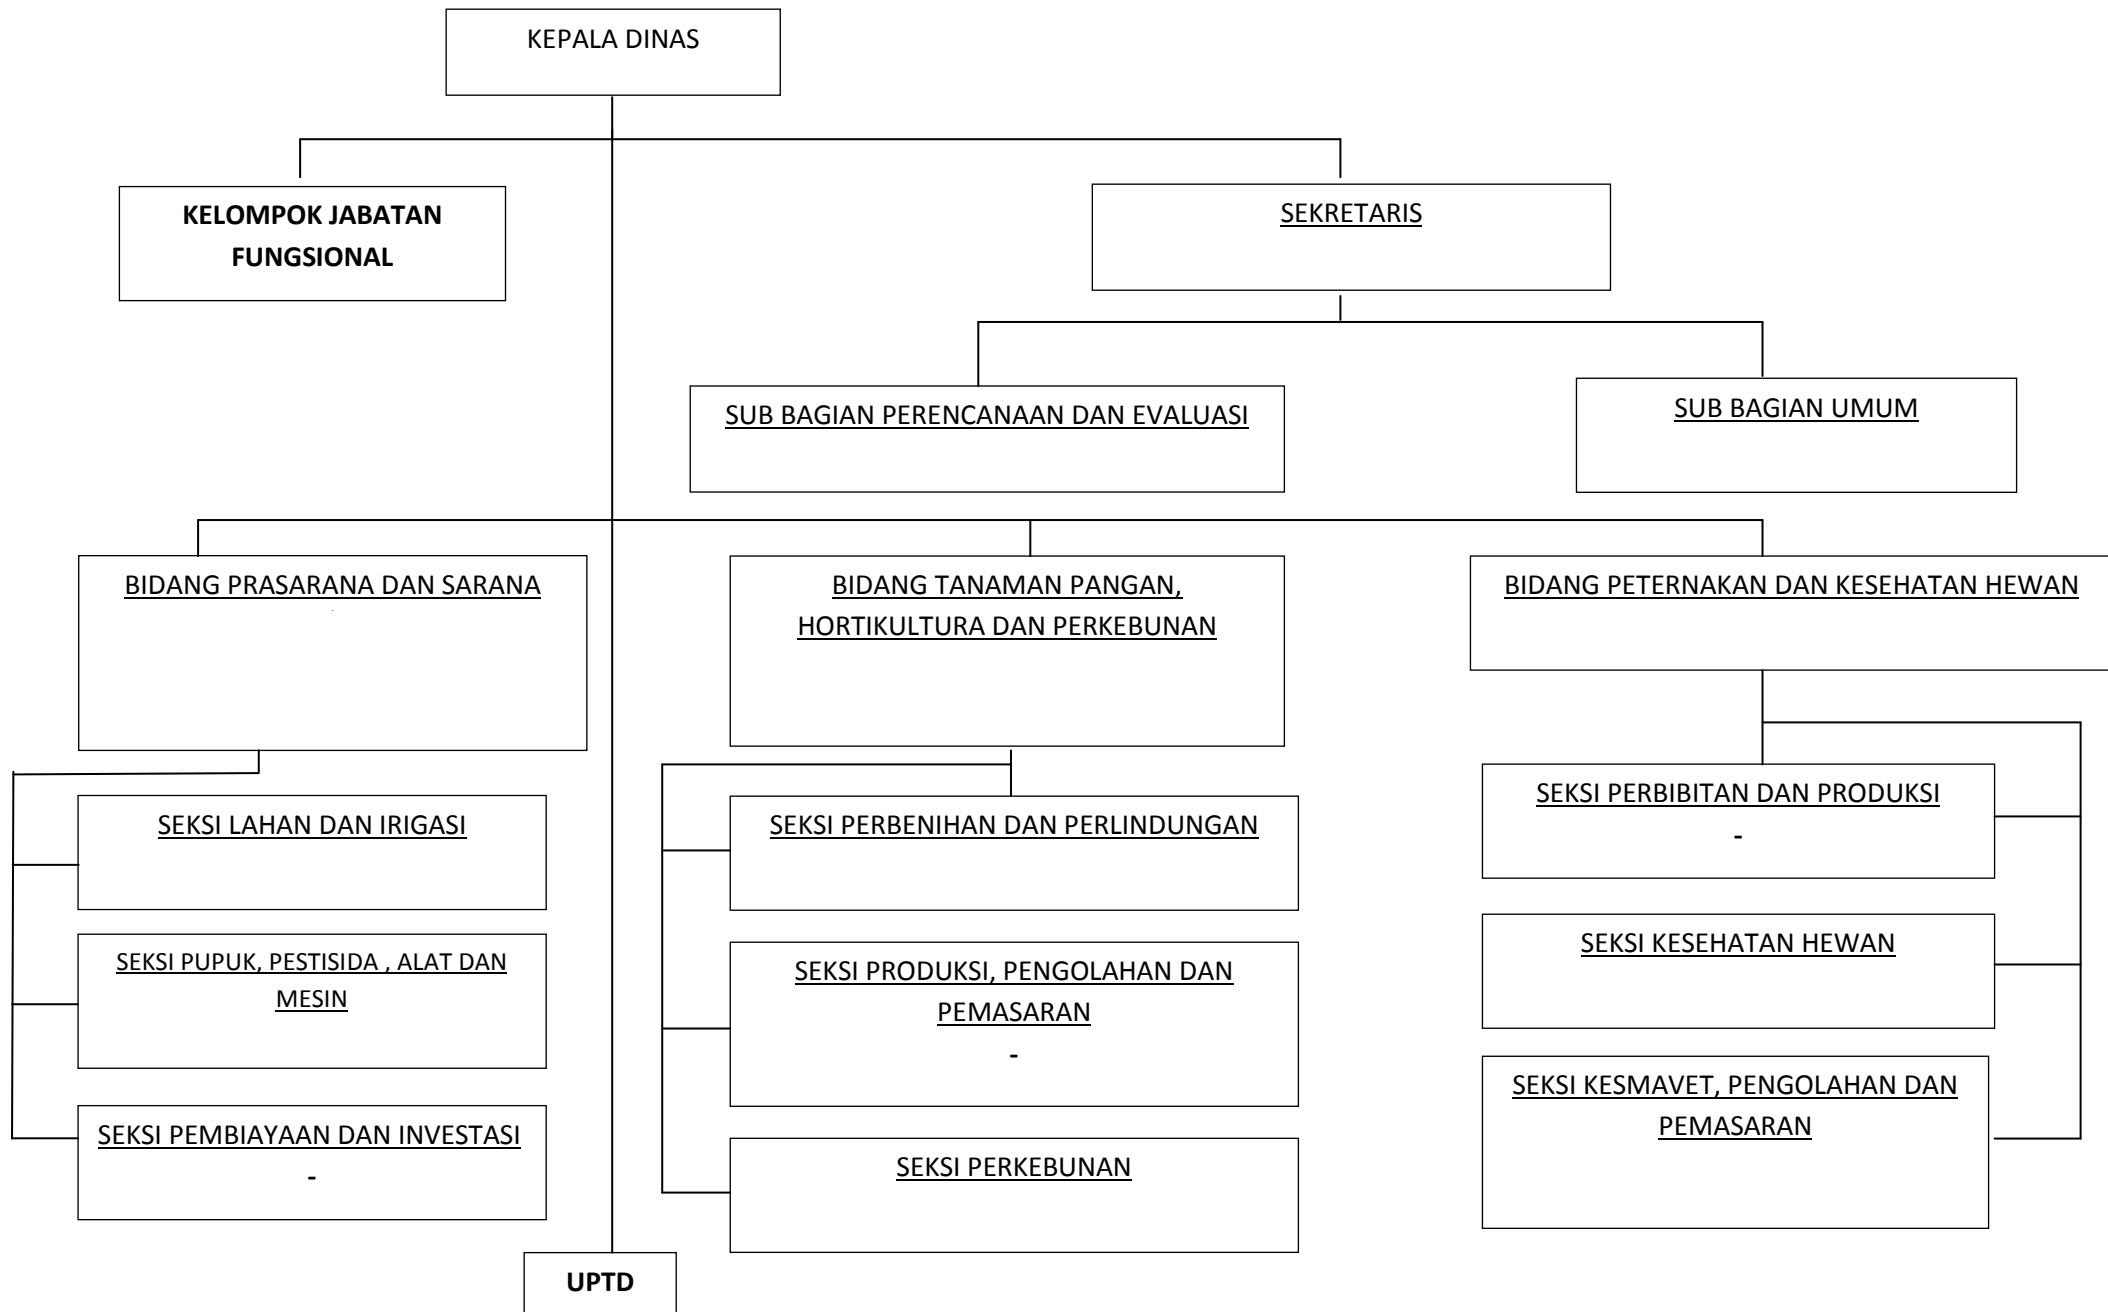 KEPALA DINAS
KELOMPOK JABATAN
FUNGSIONAL
SEKRETARIS
SUB BAGIAN PERENCANAAN DAN EVALUASI
SUB BAGIAN UMUM
BIDANG PRASARANA DAN SARANA
BIDANG TANAMAN PANGAN,
HORTIKULTURA DAN PERKEBUNAN
BIDANG PETERNAKAN DAN KESEHATAN HEWAN
SEKSI LAHAN DAN IRIGASI
SEKSI PUPUK, PESTISIDA , ALAT DAN
MESIN
SEKSI PEMBIAYAAN DAN INVESTASI
-
SEKSI PERBENIHAN DAN PERLINDUNGAN
SEKSI PRODUKSI, PENGOLAHAN DAN
PEMASARAN
-
SEKSI PERKEBUNAN
SEKSI PERBIBITAN DAN PRODUKSI
-
SEKSI KESEHATAN HEWAN
SEKSI KESMAVET, PENGOLAHAN DAN
PEMASARAN
UPTD